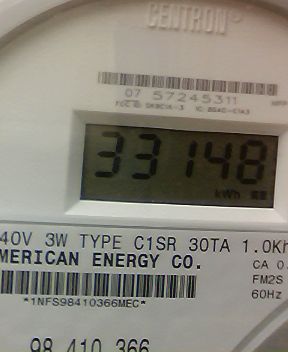 CENTRON®
07 57245311
33148
kWh
40V 3W TYPE C1SR 30TA 1.0Kh
MERICAN ENERGY CO.
CA 0.
FM2S
60Hz
*1NFS98410366MEC*
98 410 366